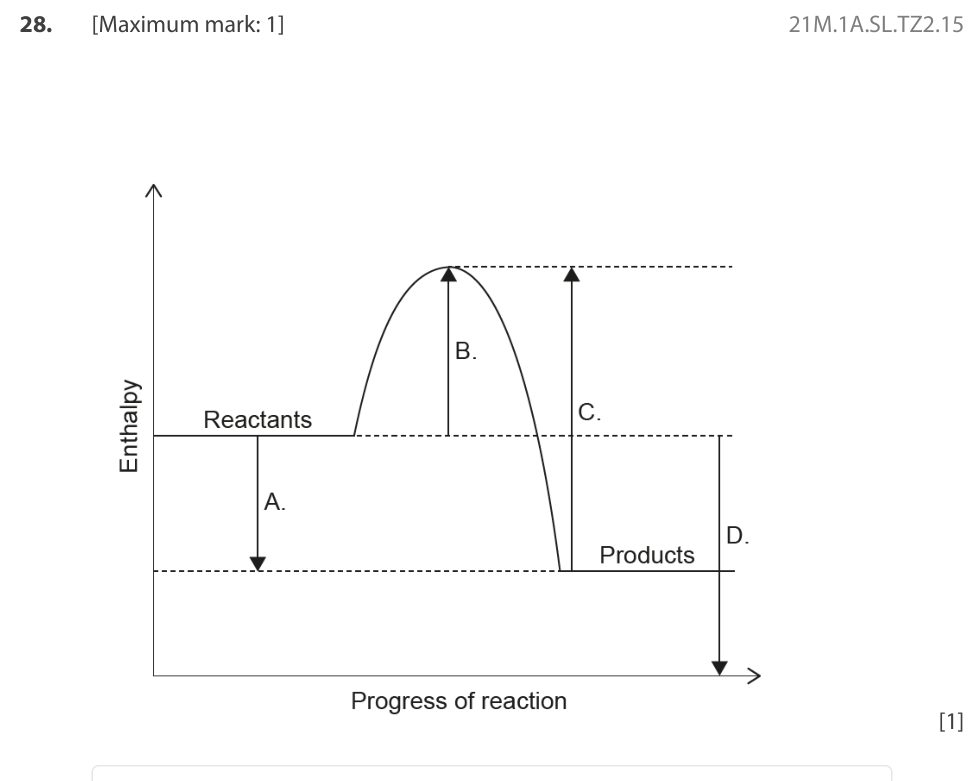 28. [Maximum mark: 1] 21M.1A.SL.TZ2.15
B.
C.
Reactants
Enthalpy
A.
D.
Products
Progress of reaction
[1]